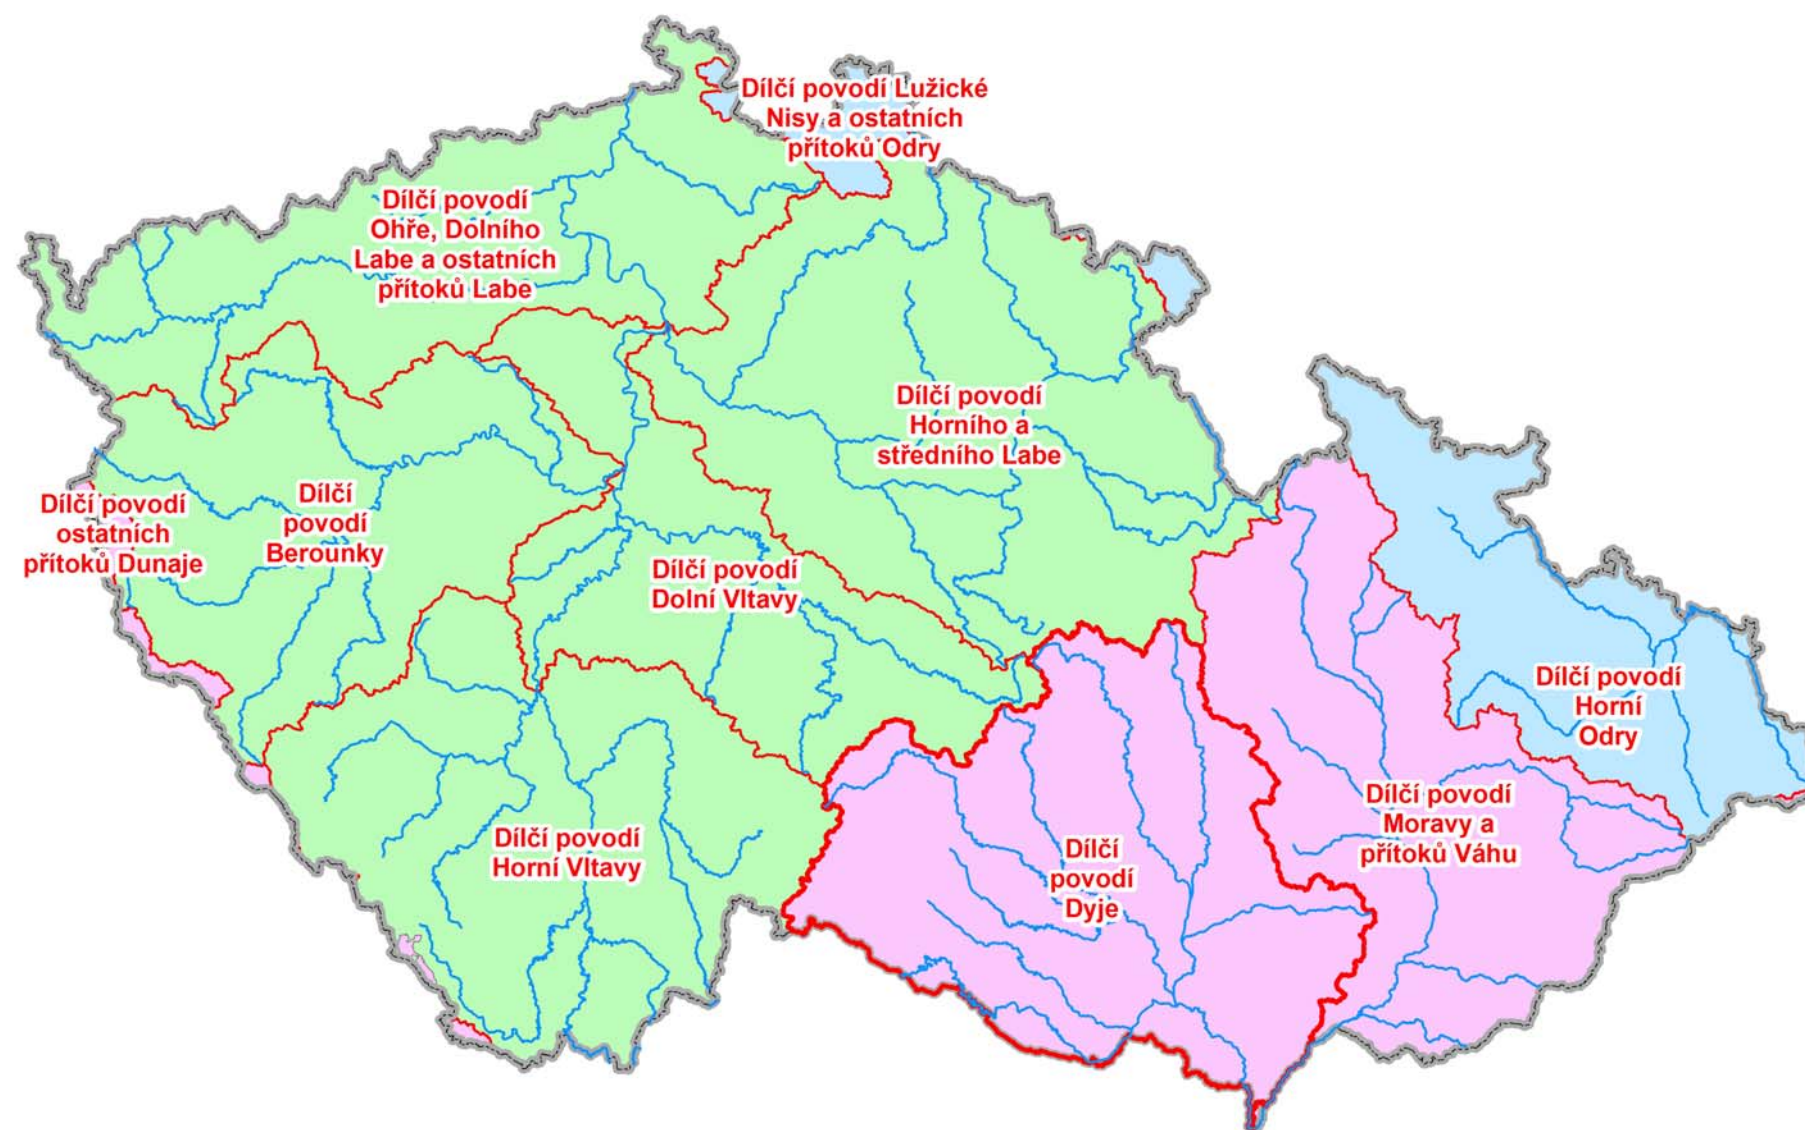 Dílčí povodí Lužické
Nisy a ostatních
přítoků Odry
Dílčí povodí
Ohře, Dolního
Labe a ostatních
přítoků Labe
Dílčí povodí
Horního a
středního Labe
Dílčí povodí
ostatních
přítoků Dunaje
Dílčí
povodí
Berounky
Dílčí povodí
Dolní Vltavy
Dílčí povodí
Horní
Odry
Dílčí povodí
Moravy a
přítoků Váhu
Dílčí povodí
Horní Vltavy
Dílčí
povodí
Dyje